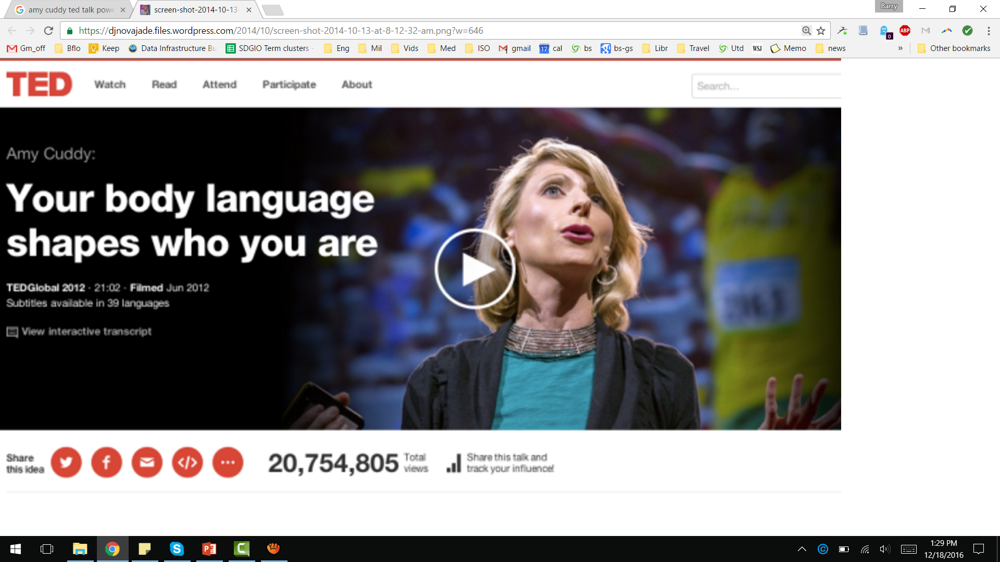 amy cuddy ted talk powe
screen-shot-2014-10-13-
Barry
https://djnovajade.files.wordpress.com/2014/10/screen-shot-2014-10-13-at-8-12-32-am.png?w=646
0
ABP
Gm_off Bflo Keep Data Infrastructure Bu SDGIO Term clusters - Eng Mil Vids Med ISO gmail 17 cal bs bs-gs Libr Travel Utd WSJ Memo news » Other bookmarks
TED Watch Read Attend Participate About Search...
Amy Cuddy:
Your body language
shapes who you are
TEDGlobal 2012 · 21:02 · Filmed Jun 2012
Subtitles available in 39 languages
View interactive transcript
Share
this idea
20,754,805 Total
views
Share this talk and
track your influence!
1:29 PM
12/18/2016